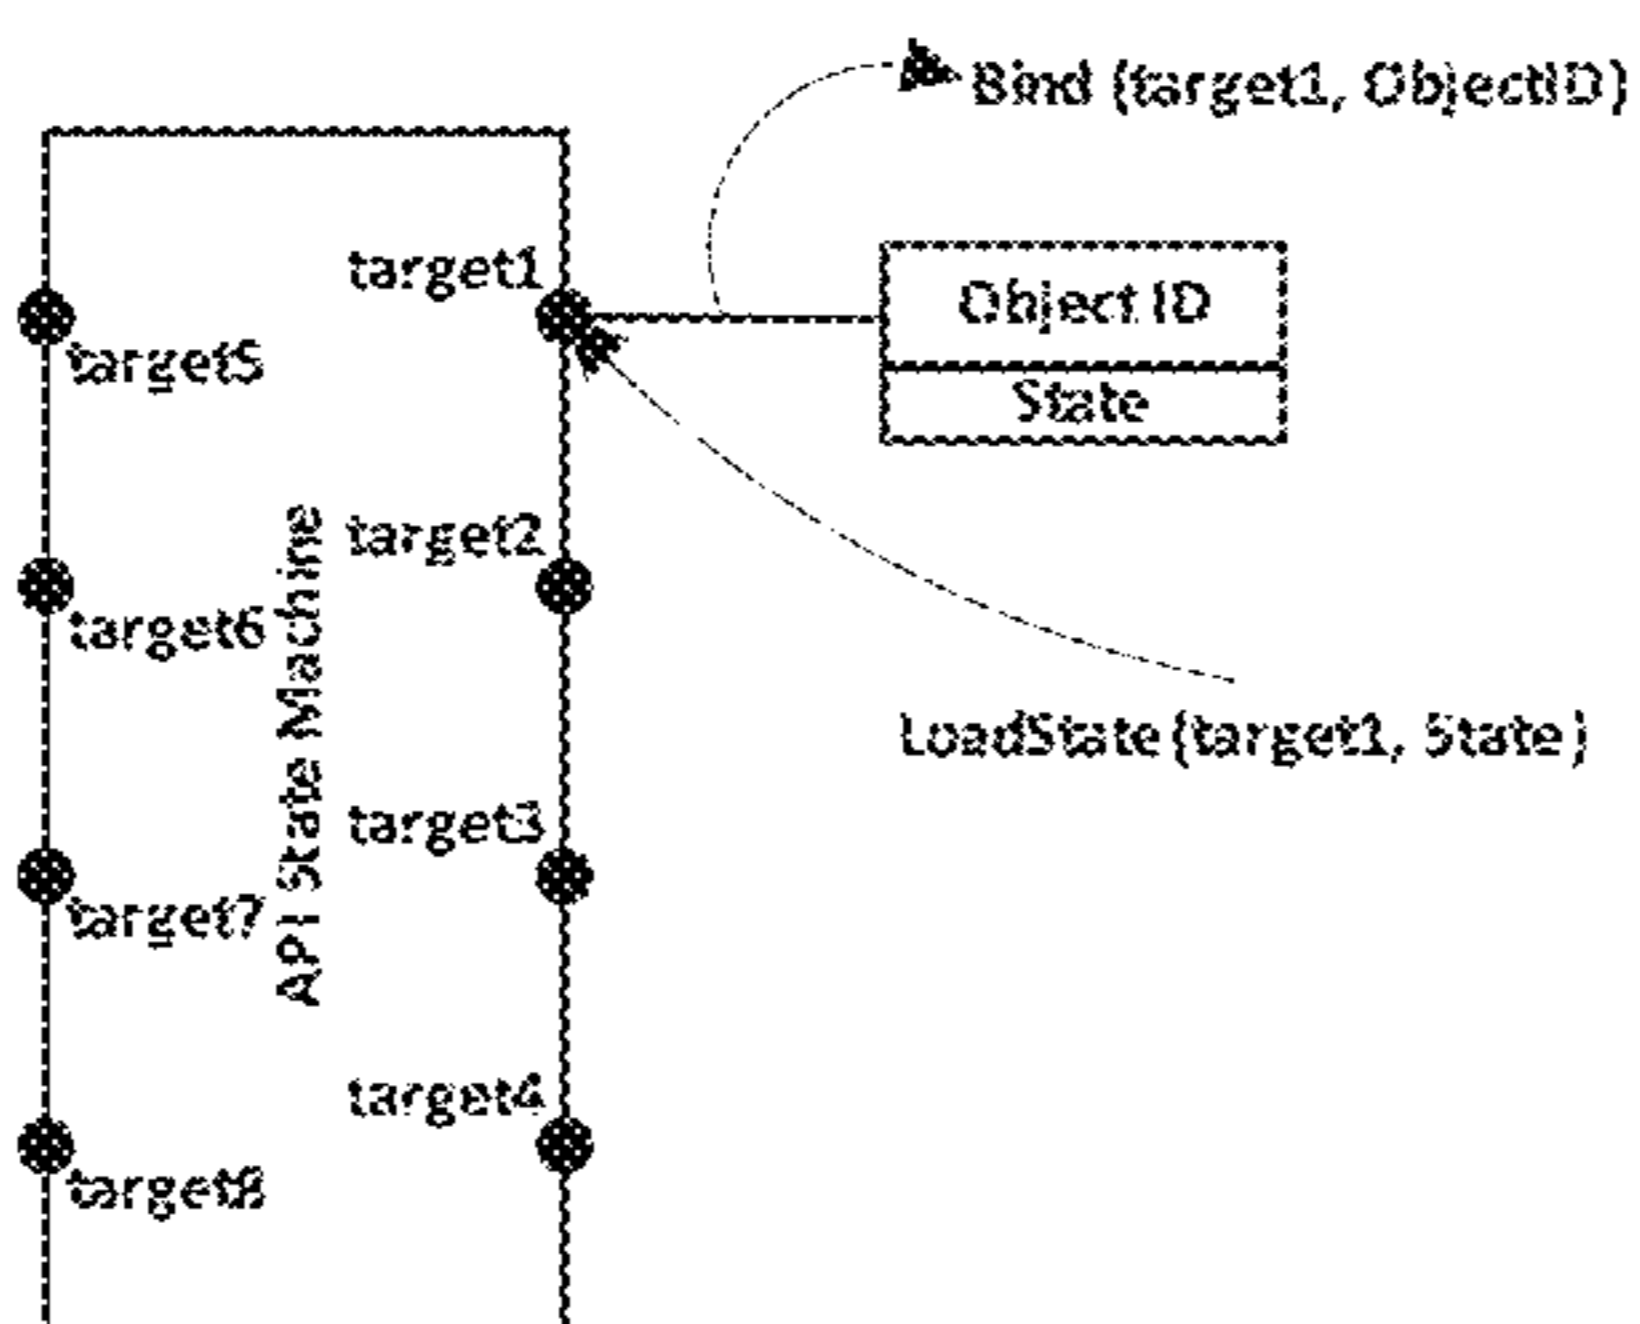 Bind (target1, ObjectID)
target1
Object ID
target5
State
target2
target6
API State Machine
LoadState (target1, State)
target3
target7
target4
target8